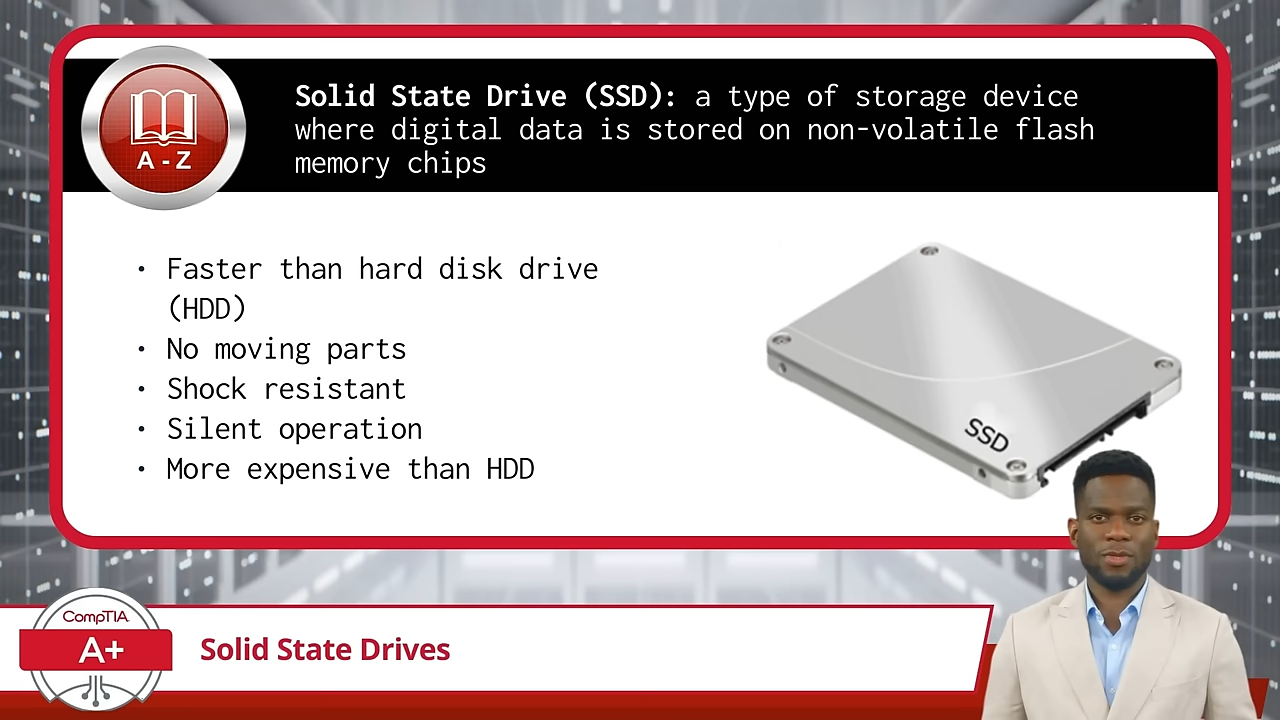 Solid State Drive (SSD): a type of storage device
where digital data is stored on non-volatile flash
memory chips
A - Z
• Faster than hard disk drive
(HDD)
• No moving parts
• Shock resistant
• Silent operation
• More expensive than HDD
SSD
CompTIA
A+
Solid State Drives